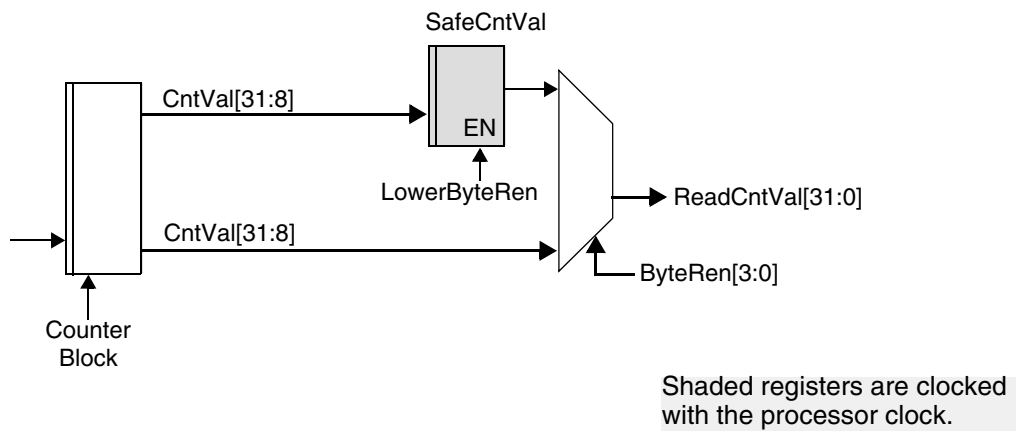 SafeCntVal
CntVal[31:8]
EN
LowerByteRen
ReadCntVal[31:0]
CntVal[31:8]
ByteRen[3:0]
Counter
Block
Shaded registers are clocked
with the processor clock.